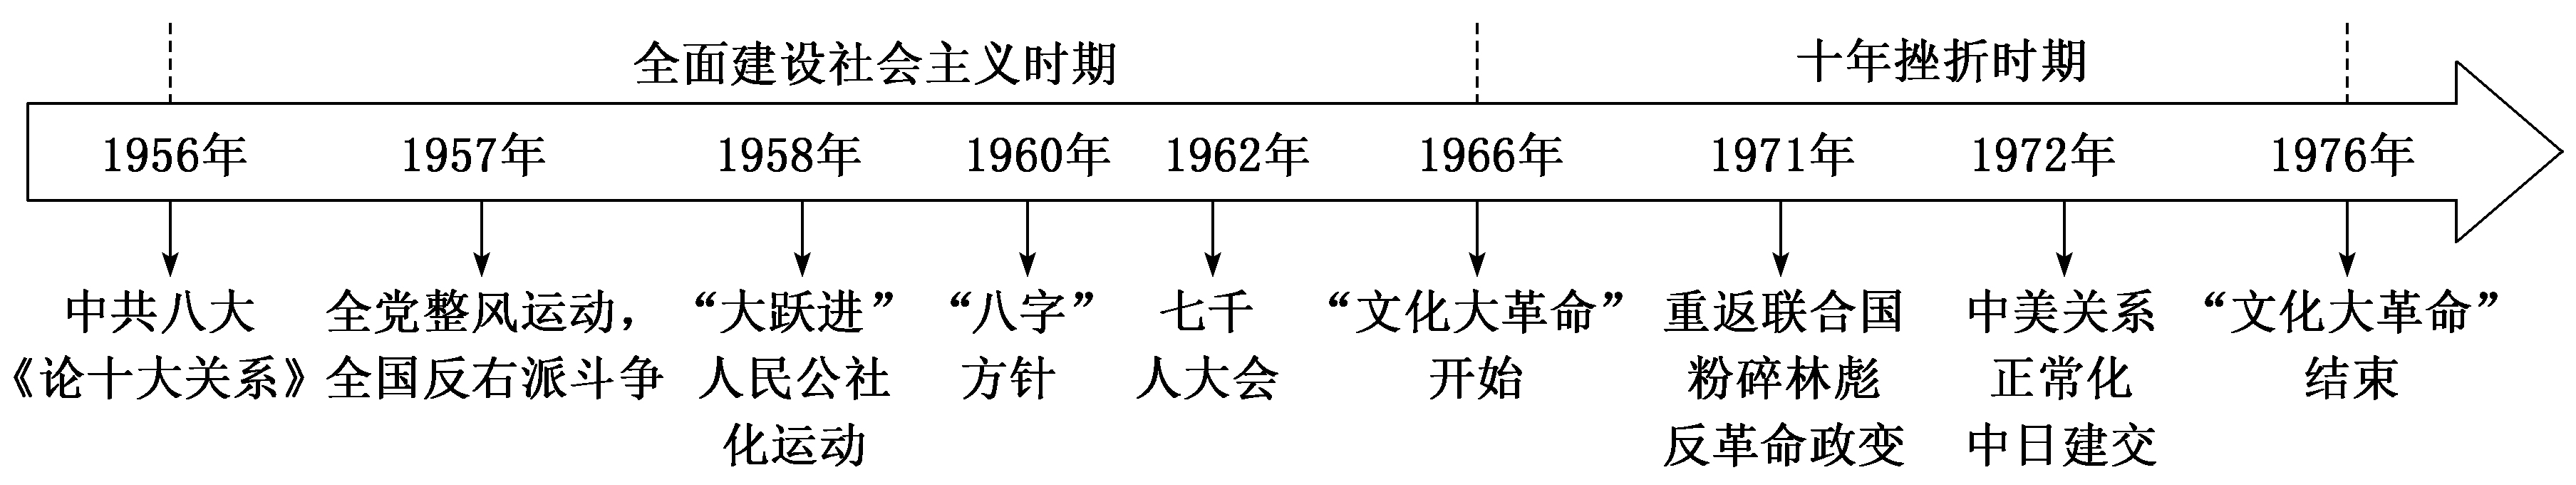 全面建设社会主义时期
十年挫折时期
1956年
1957年
1958年
1960年
1962年
1966年
1971年
1972年
1976年
中共八大
《论十大关系》
全党整风运动，
全国反右派斗争
“大跃进”
人民公社
化运动
“八字”
方针
七千
人大会
“文化大革命”
开始
重返联合国
粉碎林彪
反革命政变
中美关系
正常化
中日建交
“文化大革命”
结束